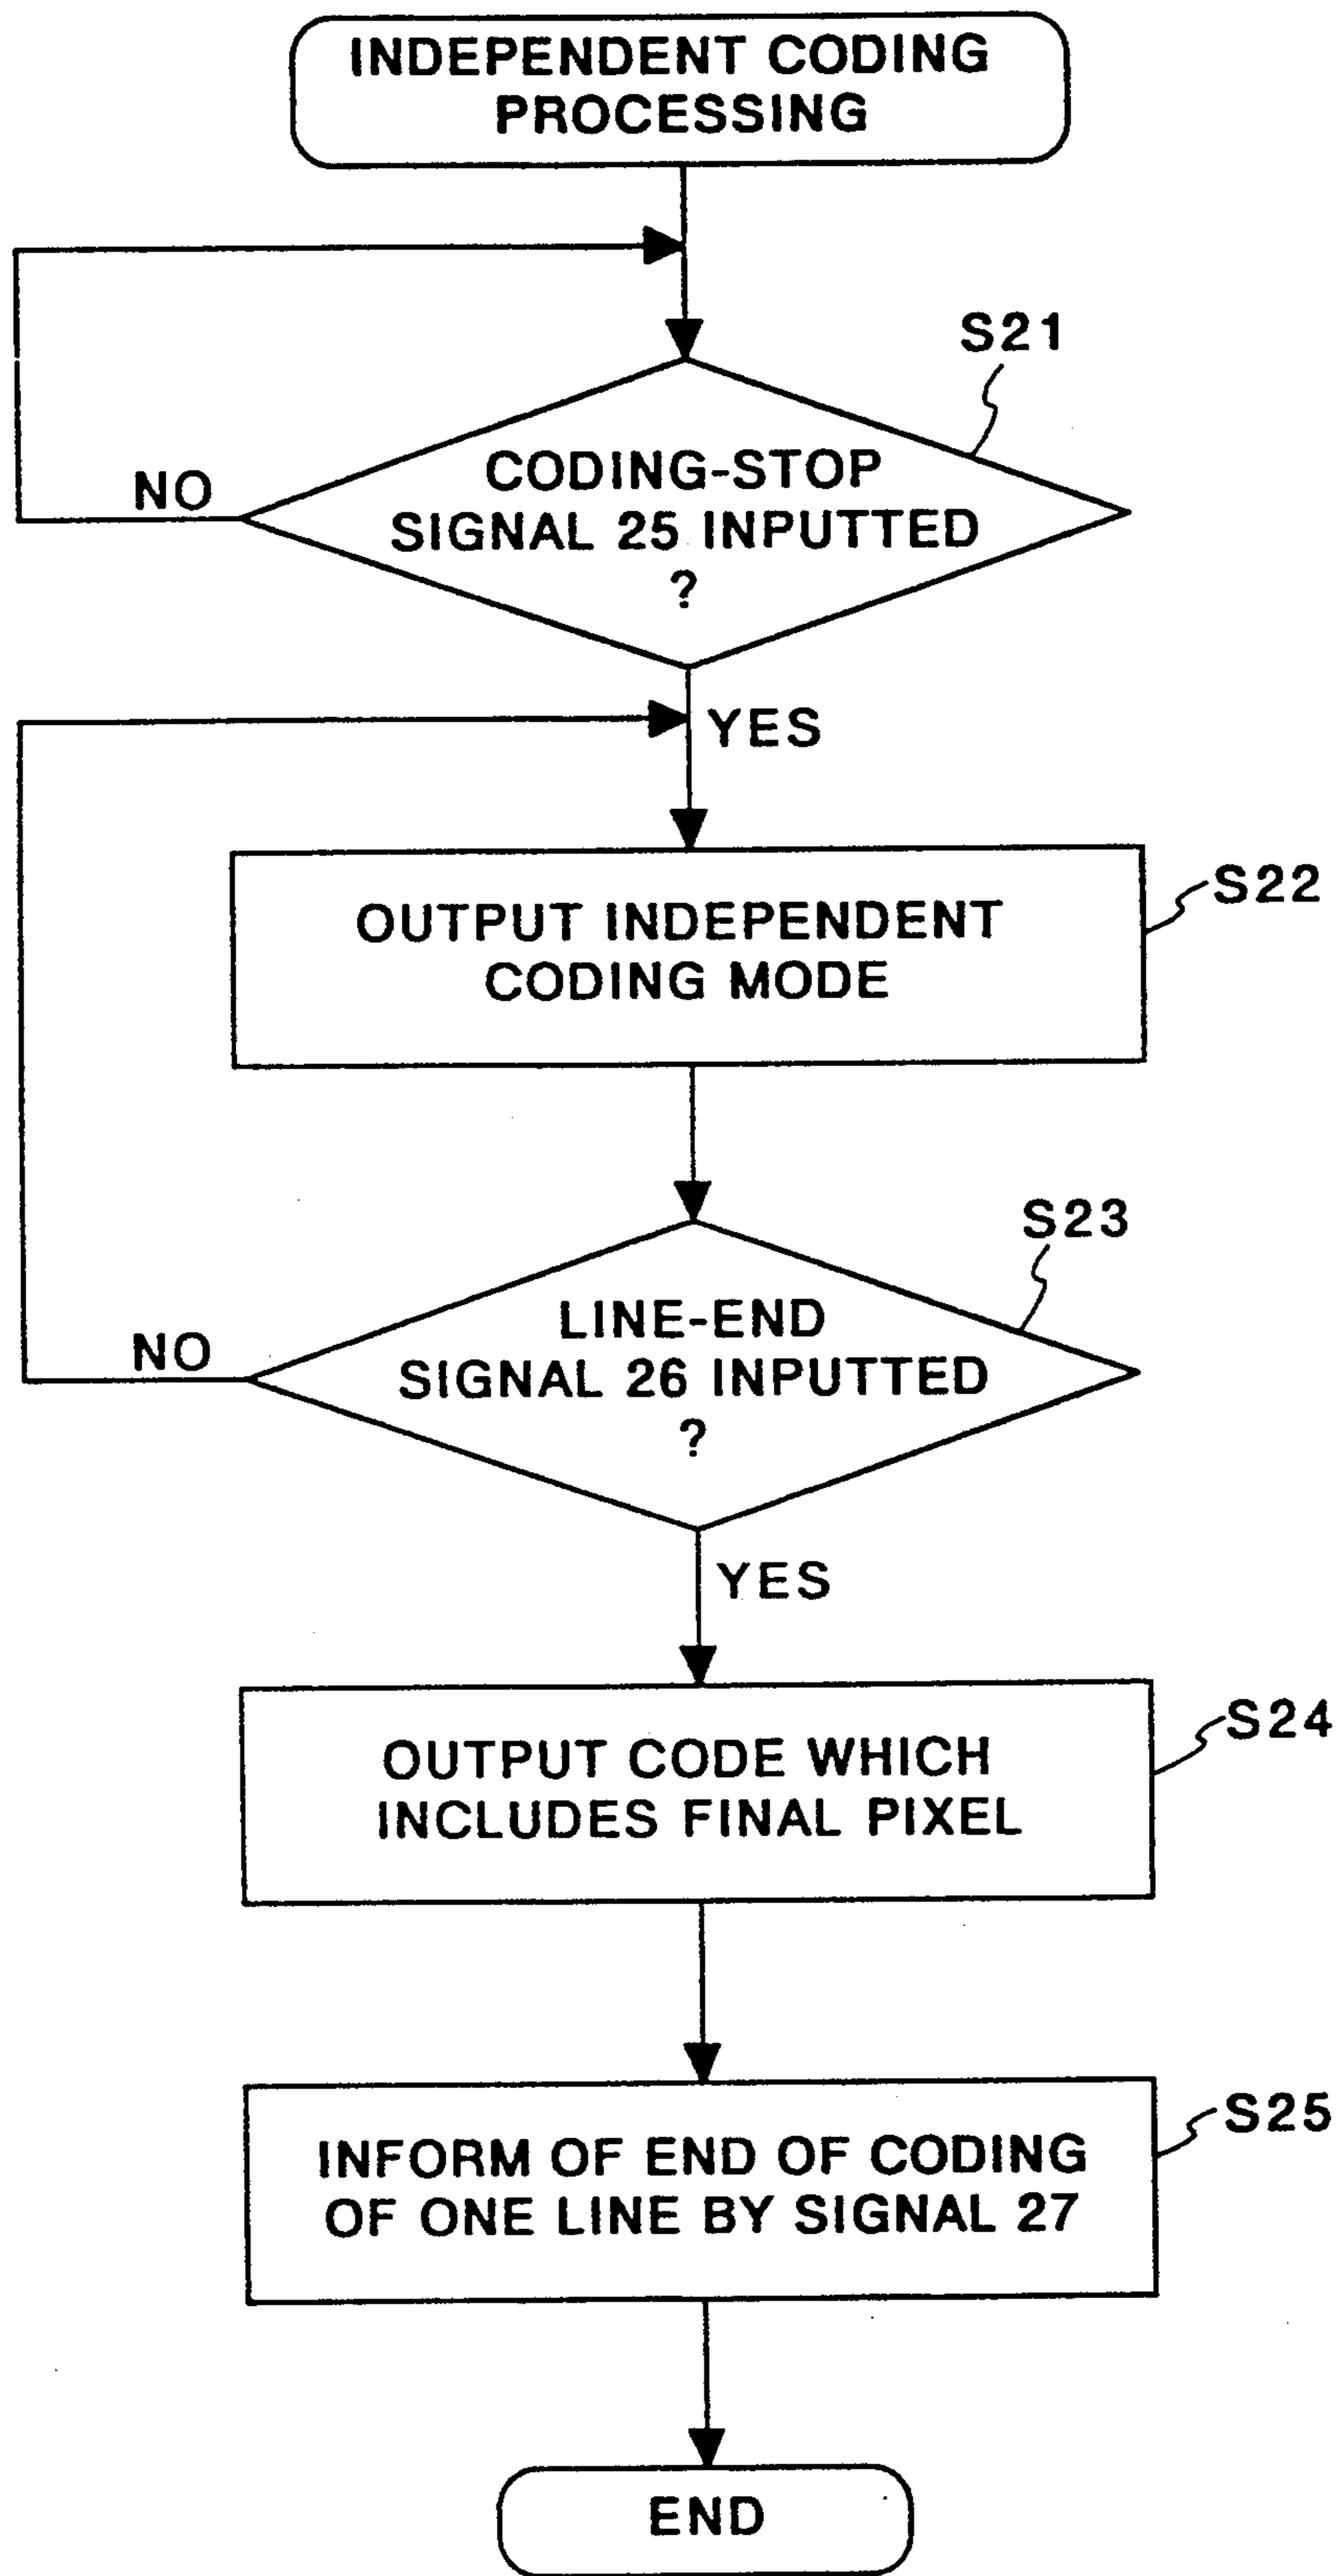 INDEPENDENT CODING
PROCESSING
S21
CODING-STOP
SIGNAL 25 INPUTTED
?
NO
YES
S22
OUTPUT INDEPENDENT
CODING MODE
S23
LINE-END
SIGNAL 26 INPUTTED
?
NO
YES
S24
OUTPUT CODE WHICH
INCLUDES FINAL PIXEL
S25
INFORM OF END OF CODING
OF ONE LINE BY SIGNAL 27
END